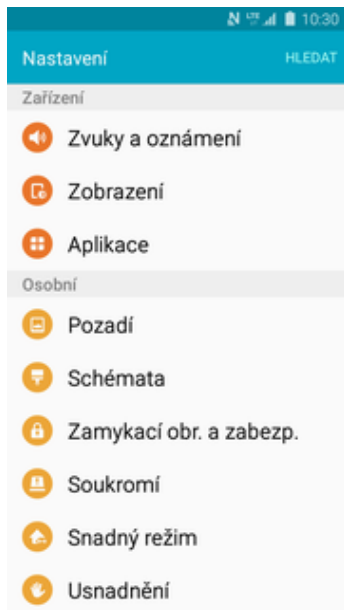 LTE 10:30
Nastavení HLEDAT
Zařízení
Zvuky a oznámení
Zobrazení
Aplikace
Osobní
Pozadí
Schémata
Zamykací obr. a zabezp.
Soukromí
Snadný režim
Usnadnění